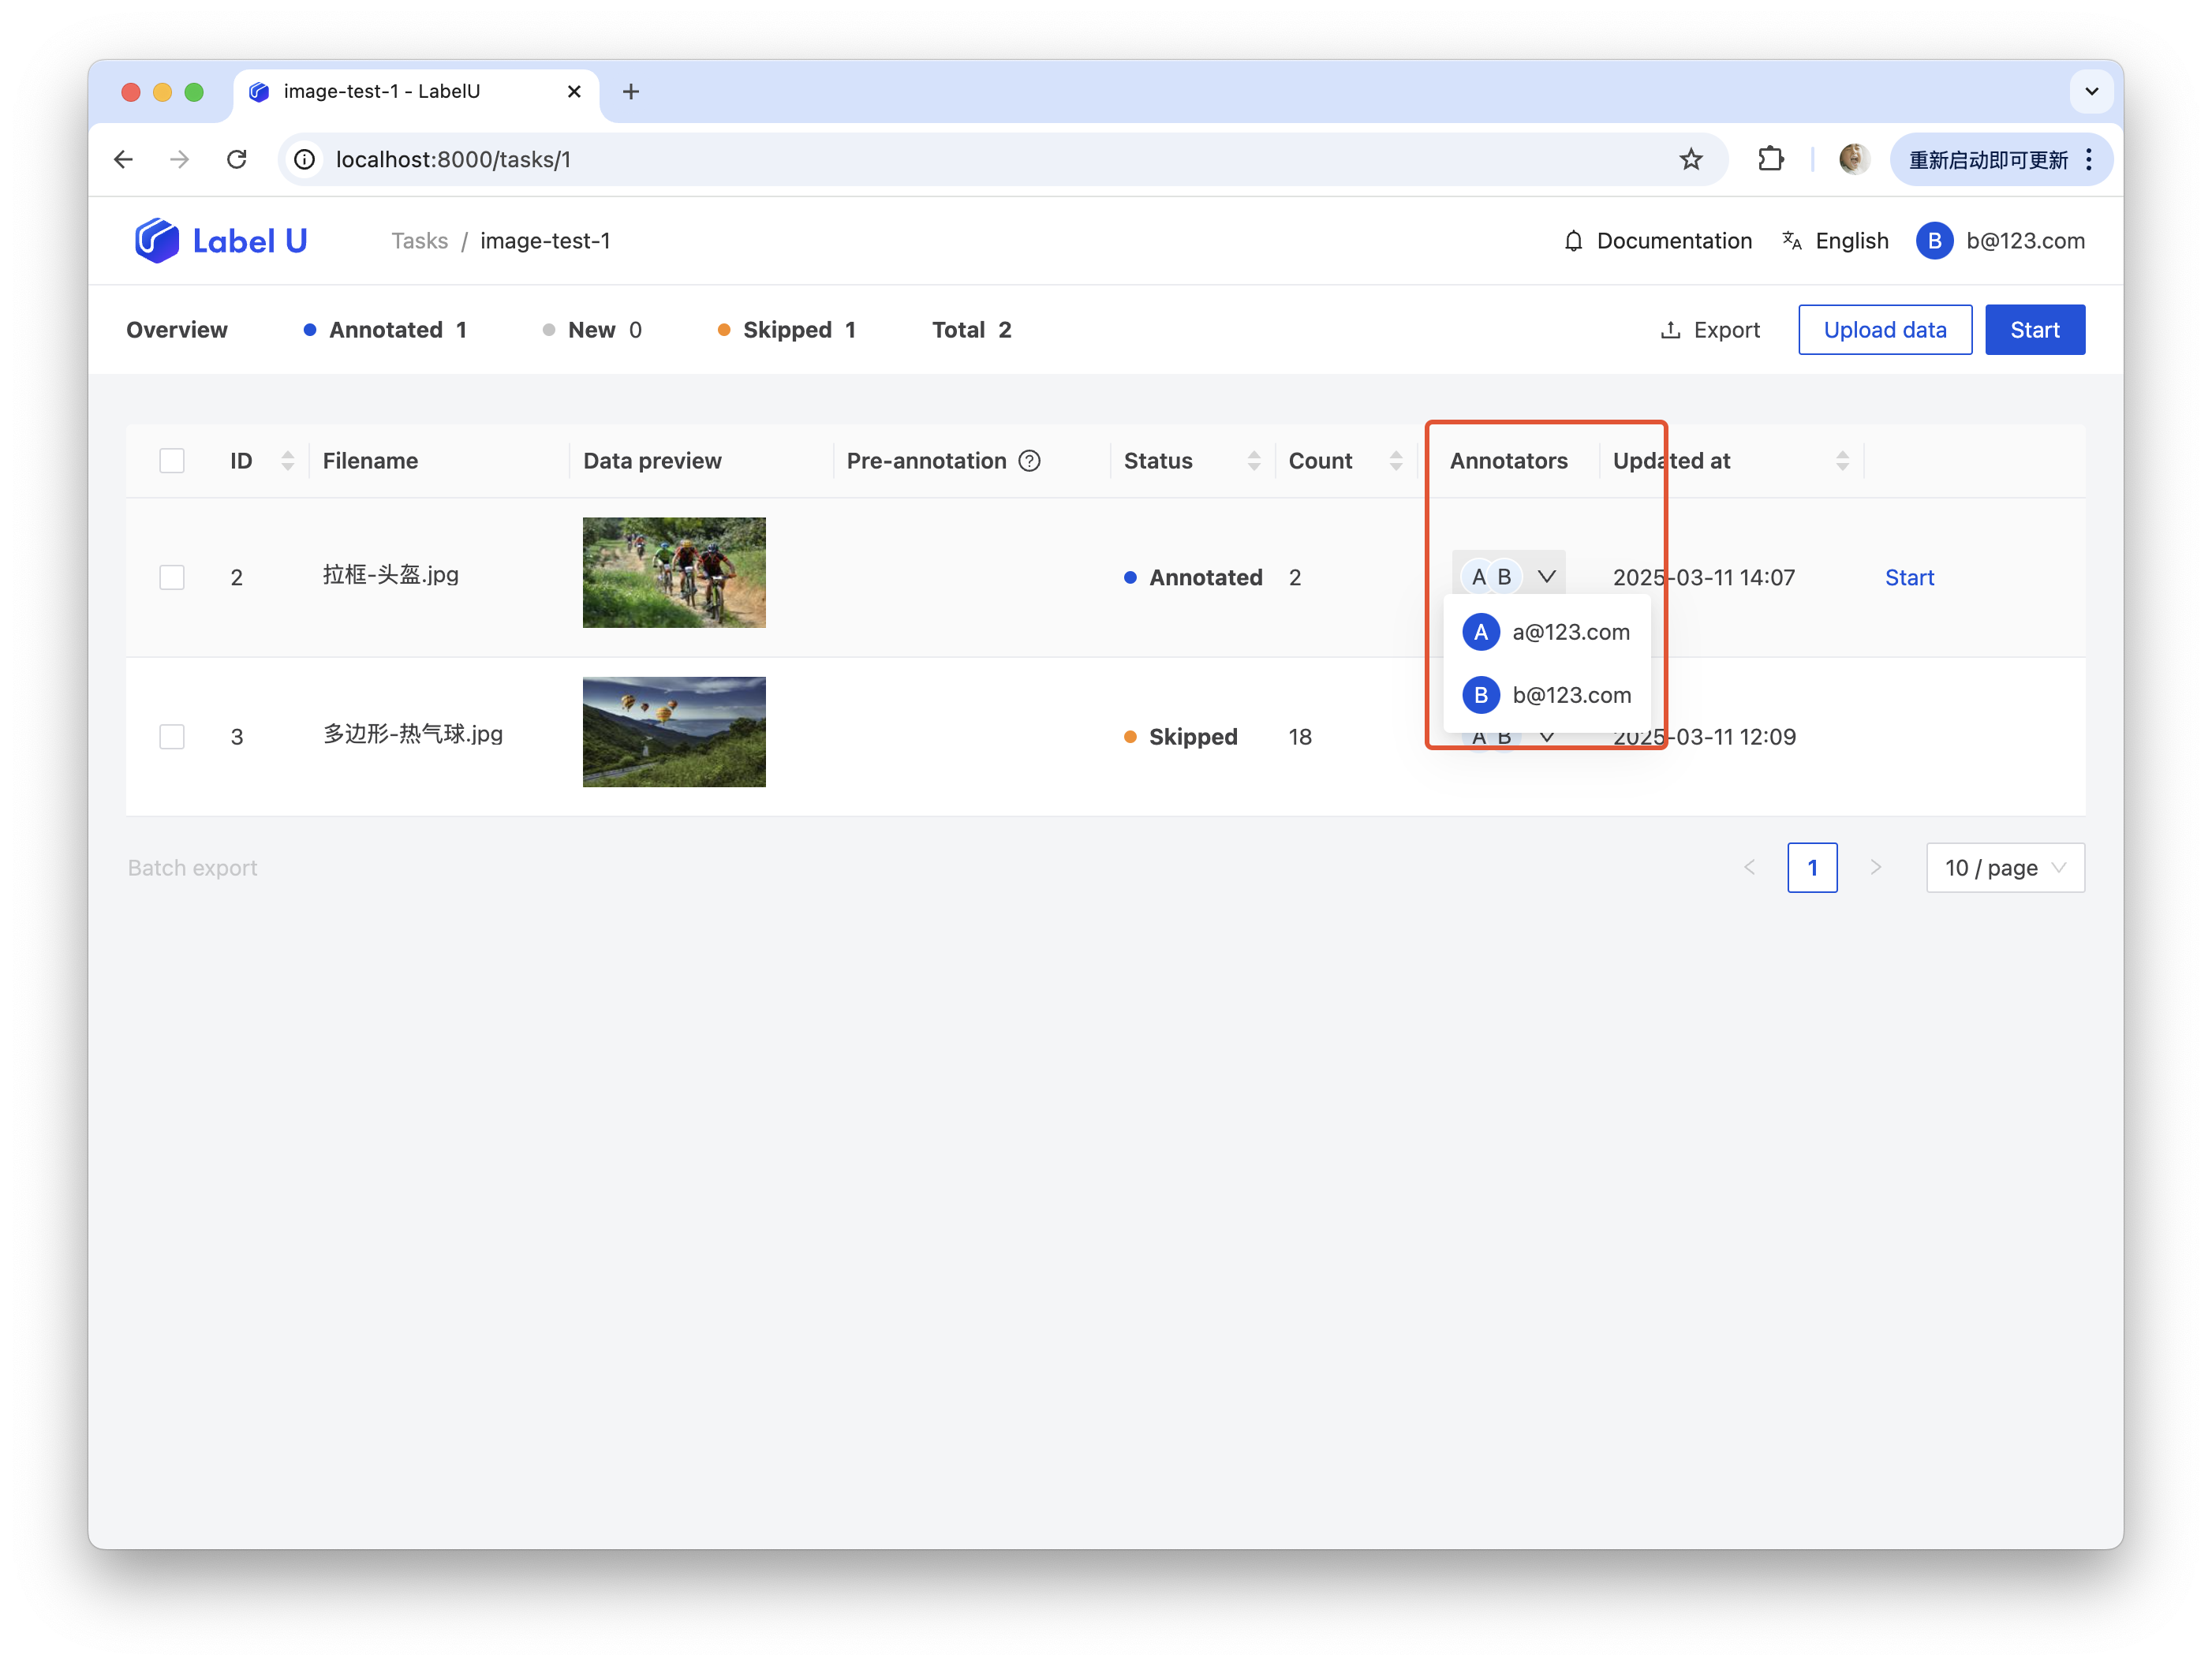 image-test-1 - LabelU
localhost:8000/tasks/1
重新启动即可更新
Label U
Tasks / image-test-1
Documentation
English
B b@123.com
Overview
Annotated 1
New 0
Skipped 1
Total 2
Export
Upload data
Start
ID
Filename
Data preview
Pre-annotation ?
Status
Count
Annotators
Updated at
2
拉框-头盔.jpg
Annotated
2
A B
2025-03-11 14:07
Start
A a@123.com
B b@123.com
3
多边形-热气球.jpg
Skipped
18
A B
2025-03-11 12:09
Batch export
1
10 / page